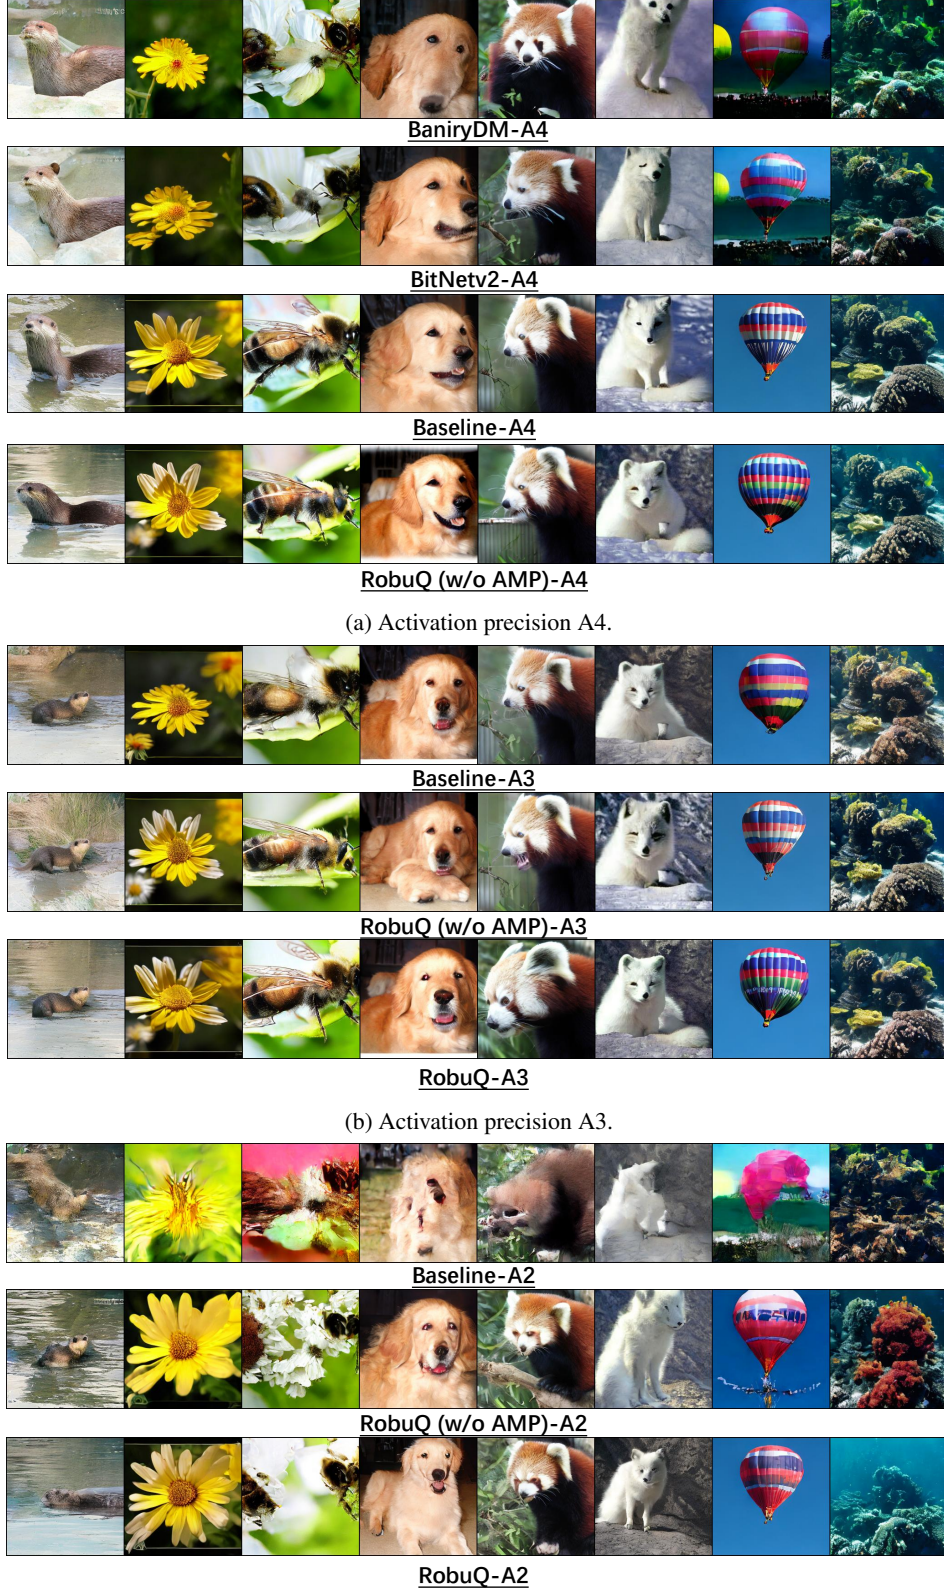 BaniryDM-A4
BitNetv2-A4
Baseline-A4
RobuQ (w/o AMP)-A4
(a) Activation precision A4.
Baseline-A3
RobuQ (w/o AMP)-A3
RobuQ-A3
(b) Activation precision A3.
Baseline-A2
RobuQ (w/o AMP)-A2
RobuQ-A2